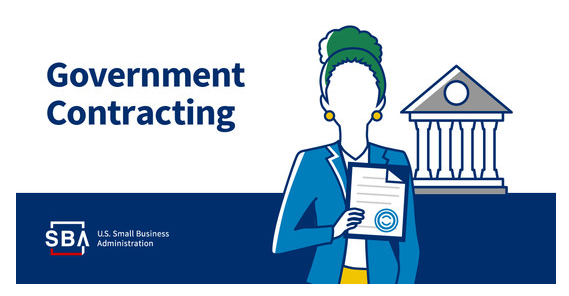 Government
Contracting
SBA
U.S. Small Business
Administration